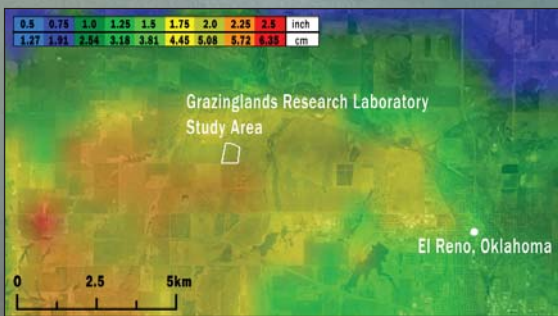 0.5 0.75 1.0 1.25 1.5 1.75 2.0 2.25 2.5 inch
1.27 1.91 2.54 3.18 3.81 4.45 5.08 5.72 6.35 cm
Grazinglands Research Laboratory
Study Area
El Reno, Oklahoma
0 2.5 5km